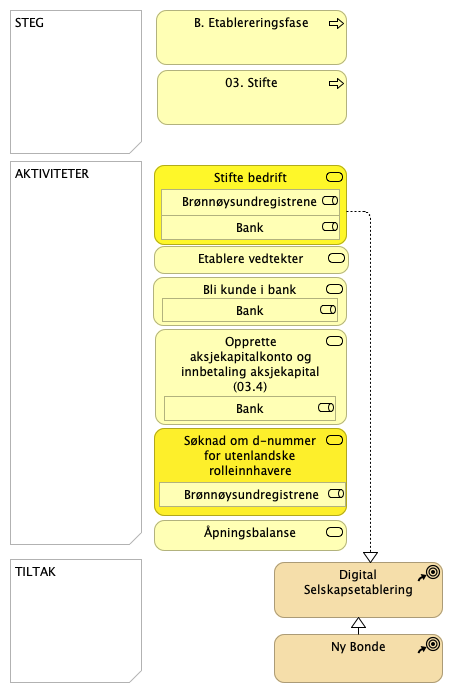 STEG
B. Etablereringsfase
03. Stifte
AKTIVITETER
Stifte bedrift
Brønnøysundregistrene
Bank
Etablere vedtekter
Bli kunde i bank
Bank
Opprette
aksjekapitalkonto og
innbetaling aksjekapital
(03.4)
Bank
Søknad om d-nummer
for utenlandske
rolleinnhavere
Brønnøysundregistrene
Åpningsbalanse
TILTAK
Digital
Selskapsetablering
Ny Bonde